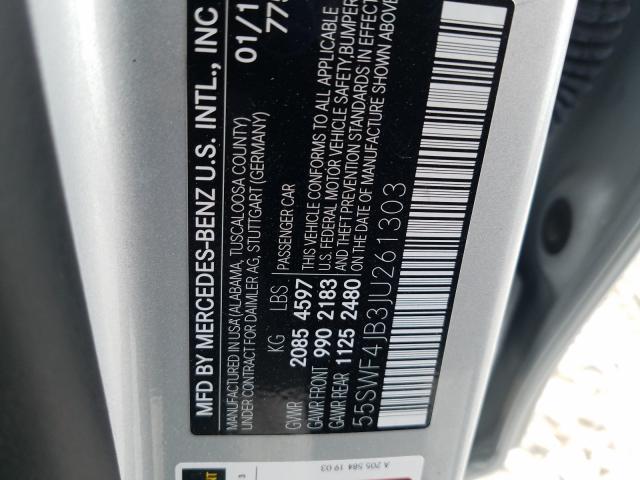 MFD BY MERCEDES-BENZ U.S. INTL., INC
01/1
775
MANUFACTURED IN USA (ALABAMA, TUSCALOOSA COUNTY)
UNDER CONTRACT FOR DAIMLER AG, STUTTGART (GERMANY)
KG LBS PASSENGER CAR
GVWR 2085 4597
GAWR FRONT 990 2183
GAWR REAR 1125 2480
THIS VEHICLE CONFORMS TO ALL APPLICABLE
U.S. FEDERAL MOTOR VEHICLE SAFETY, BUMPER
AND THEFT PREVENTION STANDARDS IN EFFECT
ON THE DATE OF MANUFACTURE SHOWN ABOVE
55SWF4JB3JU261303
A 205 584 19 03